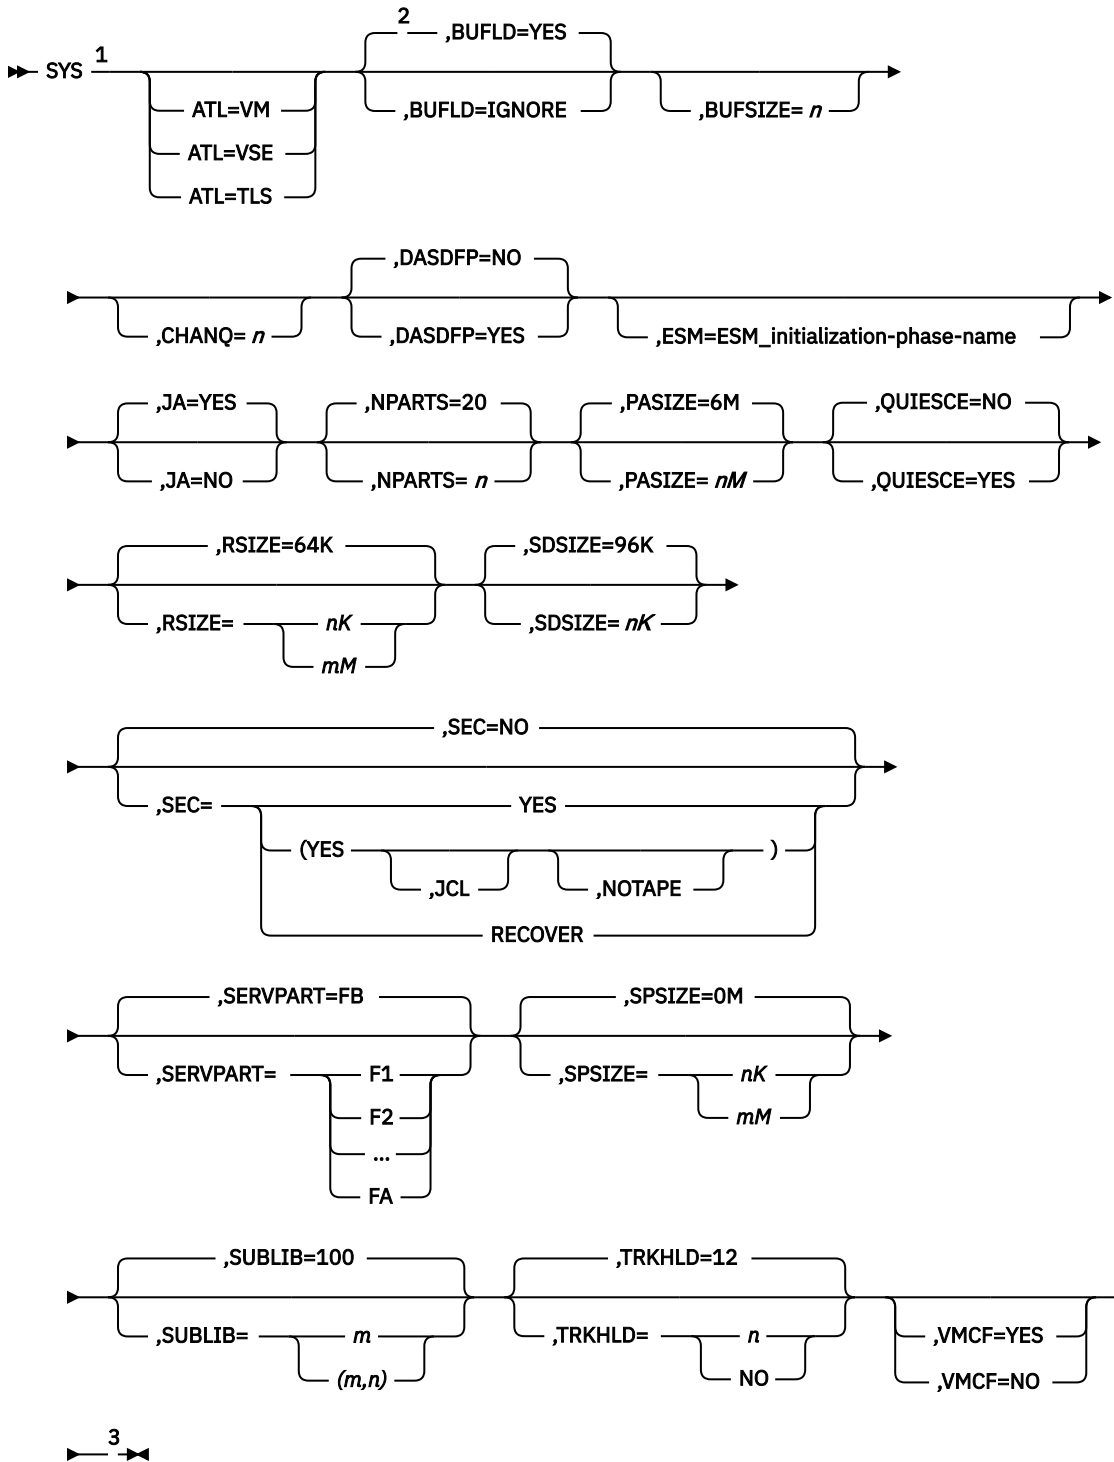 2
,BUFLD=YES
SYS 1
ATL=VM ,BUFLD=IGNORE ,BUFSIZE= n
ATL=VSE
ATL=TLS
,DASDFP=NO
,CHANQ= n ,DASDFP=YES ,ESM=ESM_initialization-phase-name
,JA=YES ,NPARTS=20 ,PASIZE=6M ,QUIESCE=NO
,JA=NO ,NPARTS= n ,PASIZE= nM ,QUIESCE=YES
,RSIZE=64K ,SDSIZE=96K
,RSIZE= nK ,SDSIZE= nK
mM
,SEC=NO
,SEC= YES
(YES )
,JCL ,NOTAPE
RECOVER
,SERVPART=FB ,SPSIZE=0M
,SERVPART= F1 ,SPSIZE= nK
F2 mM
...
FA
,SUBLIB=100 ,TRKHLD=12
,SUBLIB= m ,TRKHLD= n ,VMCF=YES
(m,n) NO ,VMCF=NO
3